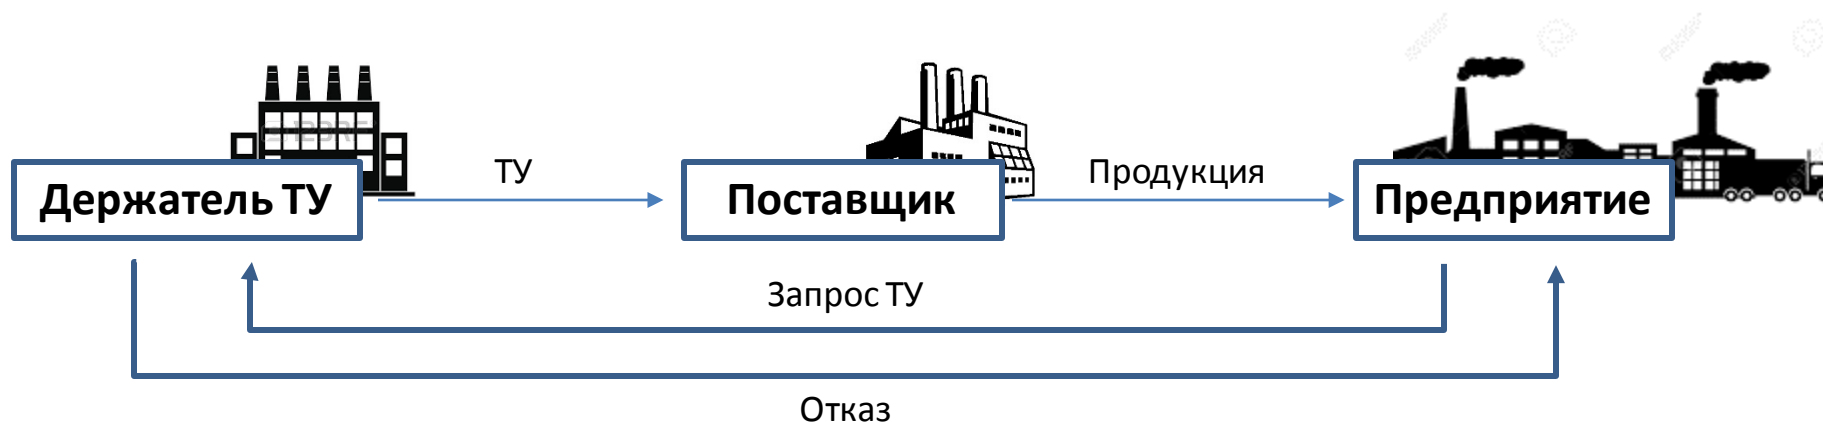 ТУ
Продукция
Держатель ТУ
Поставщик
Предприятие
Запрос ТУ
Отказ